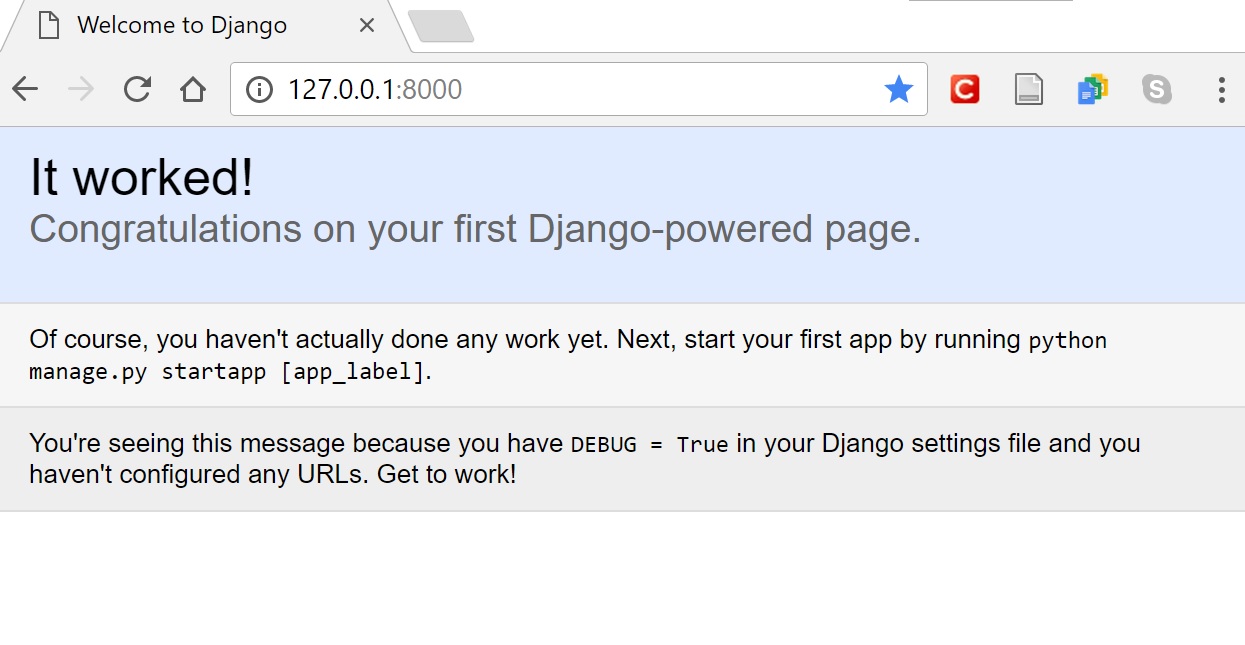 Welcome to Django
127.0.0.1:8000
C
S
It worked!
Congratulations on your first Django-powered page.
Of course, you haven't actually done any work yet. Next, start your first app by running python
manage.py startapp [app_label].
You're seeing this message because you have DEBUG = True in your Django settings file and you
haven't configured any URLs. Get to work!